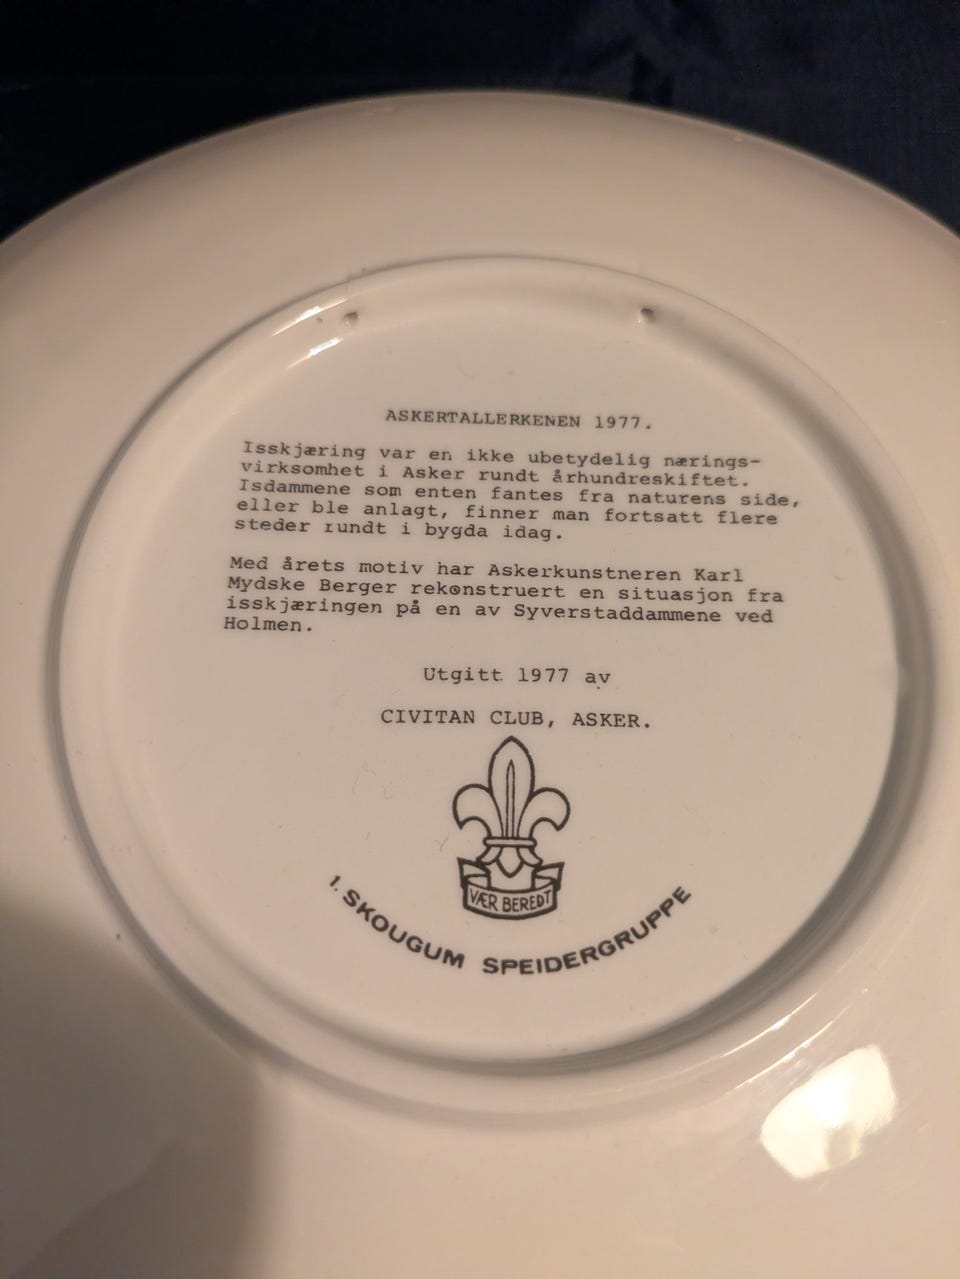 ASKERTALLERKENEN 1977.
Isskjæring var en ikke ubetydelig nærings-
virksomhet i Asker rundt århundreskiftet.
Isdammene som enten fantes fra naturens side,
eller ble anlagt, finner man fortsatt flere
steder rundt i bygda idag.
Med årets motiv har Askerkunstneren Karl
Mydske Berger rekonstruert en situasjon fra
isskjæringen på en av Syverstaddammene ved
Holmen.
Utgitt 1977 av
CIVITAN CLUB, ASKER.
VÆR BEREDT
1. SKOUGUM SPEIDERGRUPPE